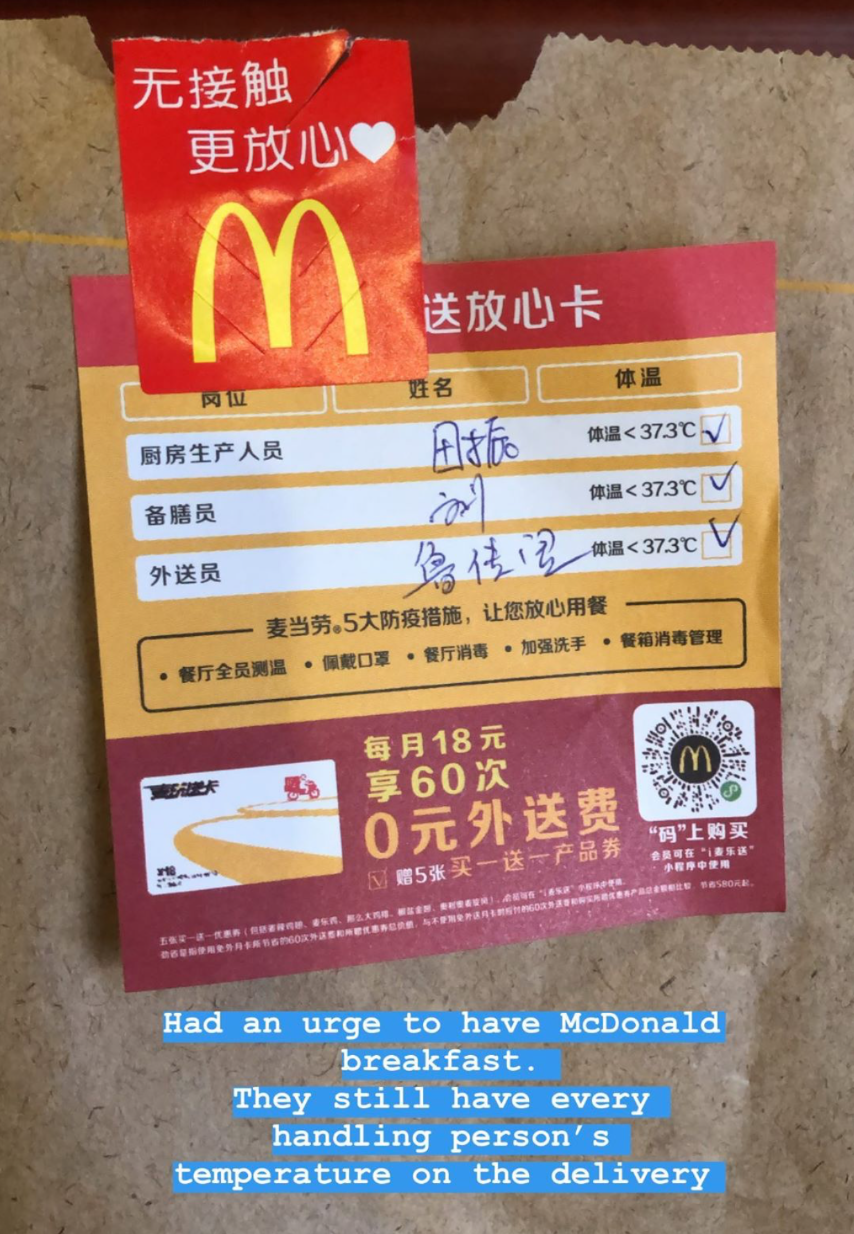 无接触
更放心
送放心卡
岗位 姓名 体温
厨房生产人员 田振 体温<37.3℃
备膳员 刘 体温<37.3℃
外送员 体温<37.3℃
麦当劳®5大防疫措施，让您放心用餐
• 餐厅全员测温 • 佩戴口罩 • 餐厅消毒 • 加强洗手 • 餐箱消毒管理
每月18元
享60次
0元外送费
赠5张买一送一产品券
“码”上购买
会员可在“i麦乐送”
小程序中使用
Had an urge to have McDonald
breakfast.
They still have every
handling person's
temperature on the delivery